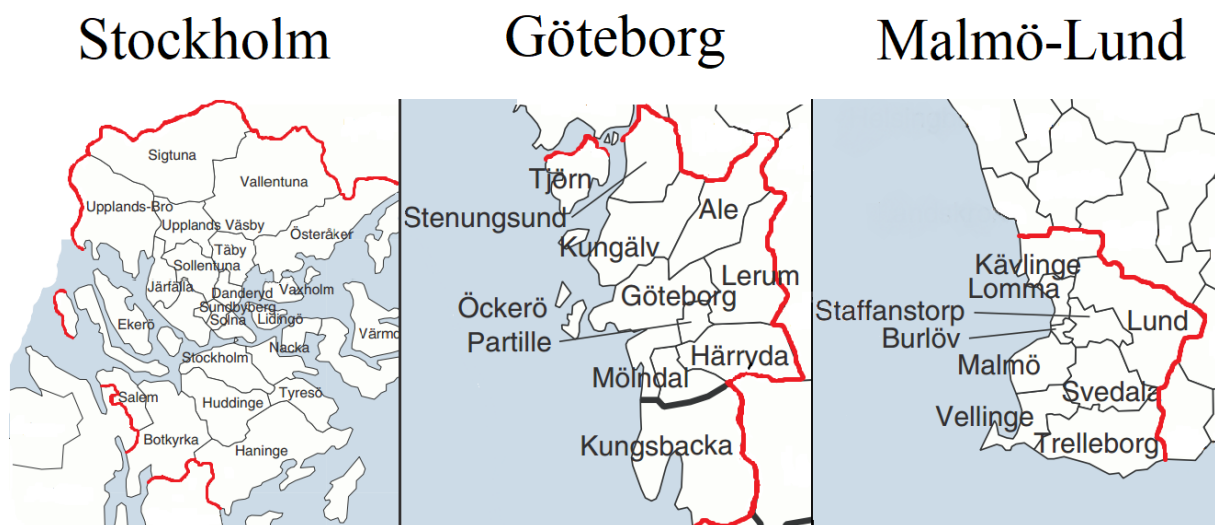 Stockholm
Göteborg
Malmö-Lund
Sigtuna
Vallentuna
Upplands-Bro
Upplands Väsby
Österåker
Täby
Sollentuna
Järfälla
Danderyd
Vaxholm
Sundbyberg
Solna
Lidingö
Ekerö
Värmd
Stockholm
Nacka
Salem
Huddinge
Tyresö
Botkyrka
Haninge
Tjörn
Stenungsund
Ale
Kungälv
Lerum
Göteborg
Öckerö
Partille
Härryda
Mölndal
Kungsbacka
Kävlinge
Lomma
Staffanstorp
Lund
Burlöv
Malmö
Svedala
Vellinge
Trelleborg